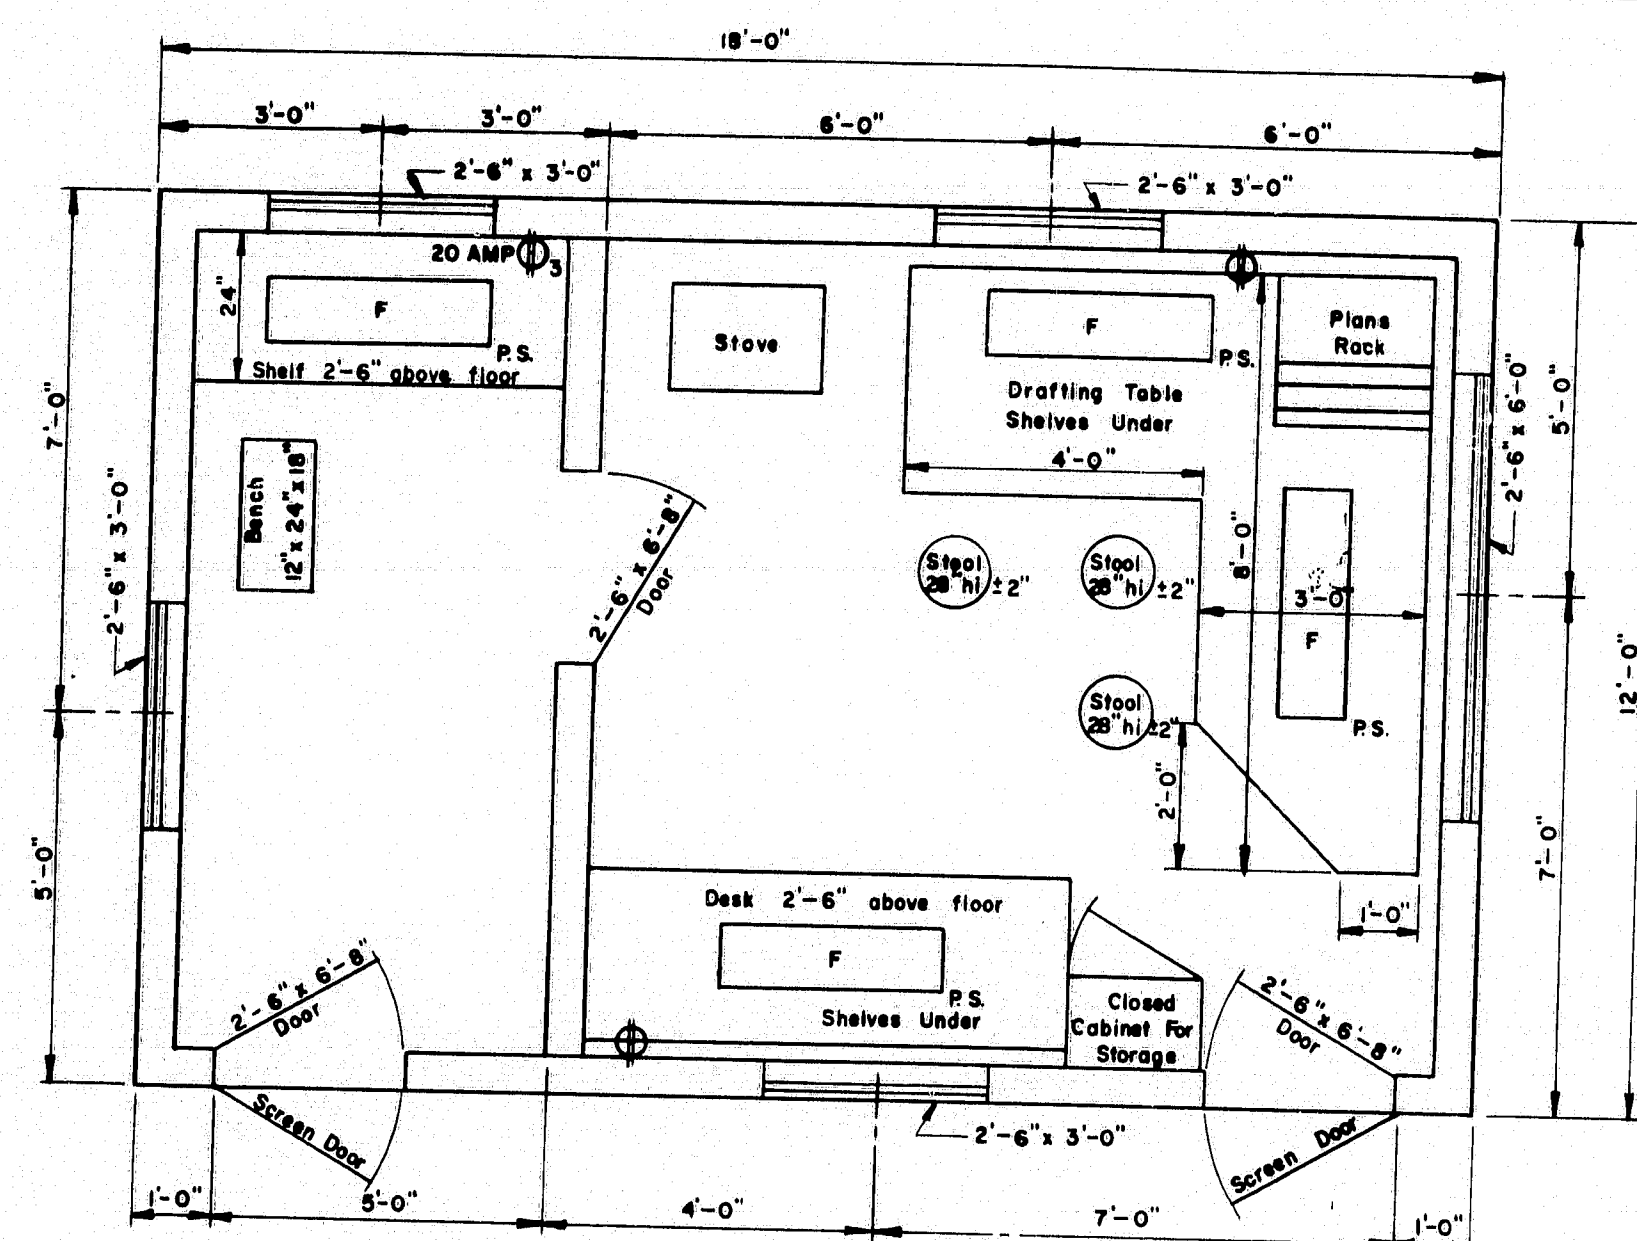 18'-0"
3'-0"
3'-0"
6'-0"
6'-0"
2'-6" x 3'-0"
2'-6" x 3'-0"
20 AMP
3
24"
F
P.S.
Shelf 2'-6" above floor
Stove
F
P.S.
Drafting Table
Shelves Under
4'-0"
Plans
Rack
7'-0"
2'-6" x 3'-0"
5'-0"
Bench
12" x 24" x 18"
2'-6" x 6'-8"
Door
Stool
28" hi ±2"
Stool
28" hi ±2"
Stool
28" hi ±2"
8'-0"
3'-0"
F
P.S.
2'-0"
1'-0"
2'-6" x 6'-0"
5'-0"
7'-0"
12'-0"
Desk 2'-6" above floor
F
P.S.
Shelves Under
Closed
Cabinet For
Storage
2'-6" x 6'-8"
Door
Screen Door
2'-6" x 6'-8"
Door
Screen Door
2'-6" x 3'-0"
1'-0"
5'-0"
4'-0"
7'-0"
1'-0"